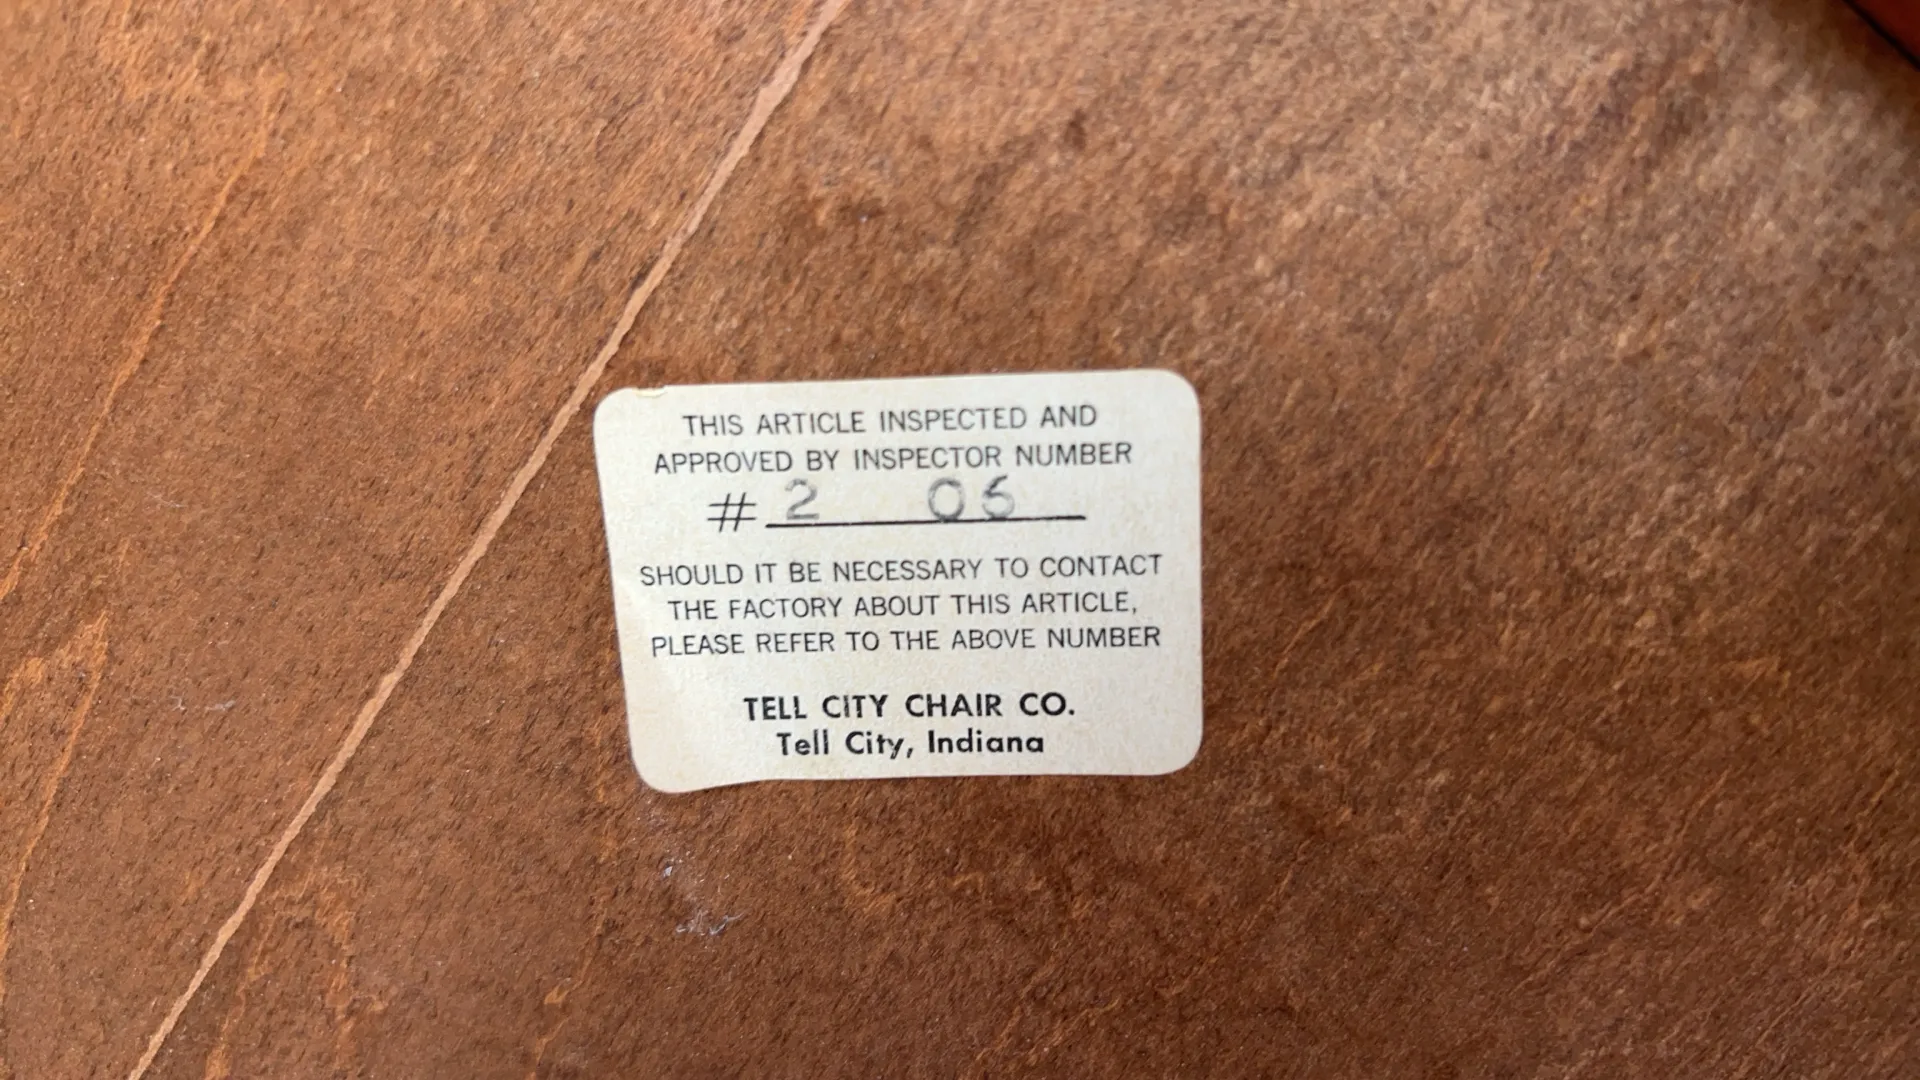 THIS ARTICLE INSPECTED AND
APPROVED BY INSPECTOR NUMBER
# 2 05
SHOULD IT BE NECESSARY TO CONTACT
THE FACTORY ABOUT THIS ARTICLE,
PLEASE REFER TO THE ABOVE NUMBER
TELL CITY CHAIR CO.
Tell City, Indiana